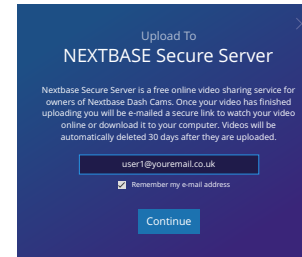 Upload To
NEXTBASE Secure Server
Nextbase Secure Server is a free online video sharing service for
owners of Nextbase Dash Cams. Once your video has finished
uploading you will be e-mailed a secure link to watch your video
online or download it to your computer. Videos will be
automatically deleted 30 days after they are uploaded.
user1@youremail.co.uk
Remember my e-mail address
Continue